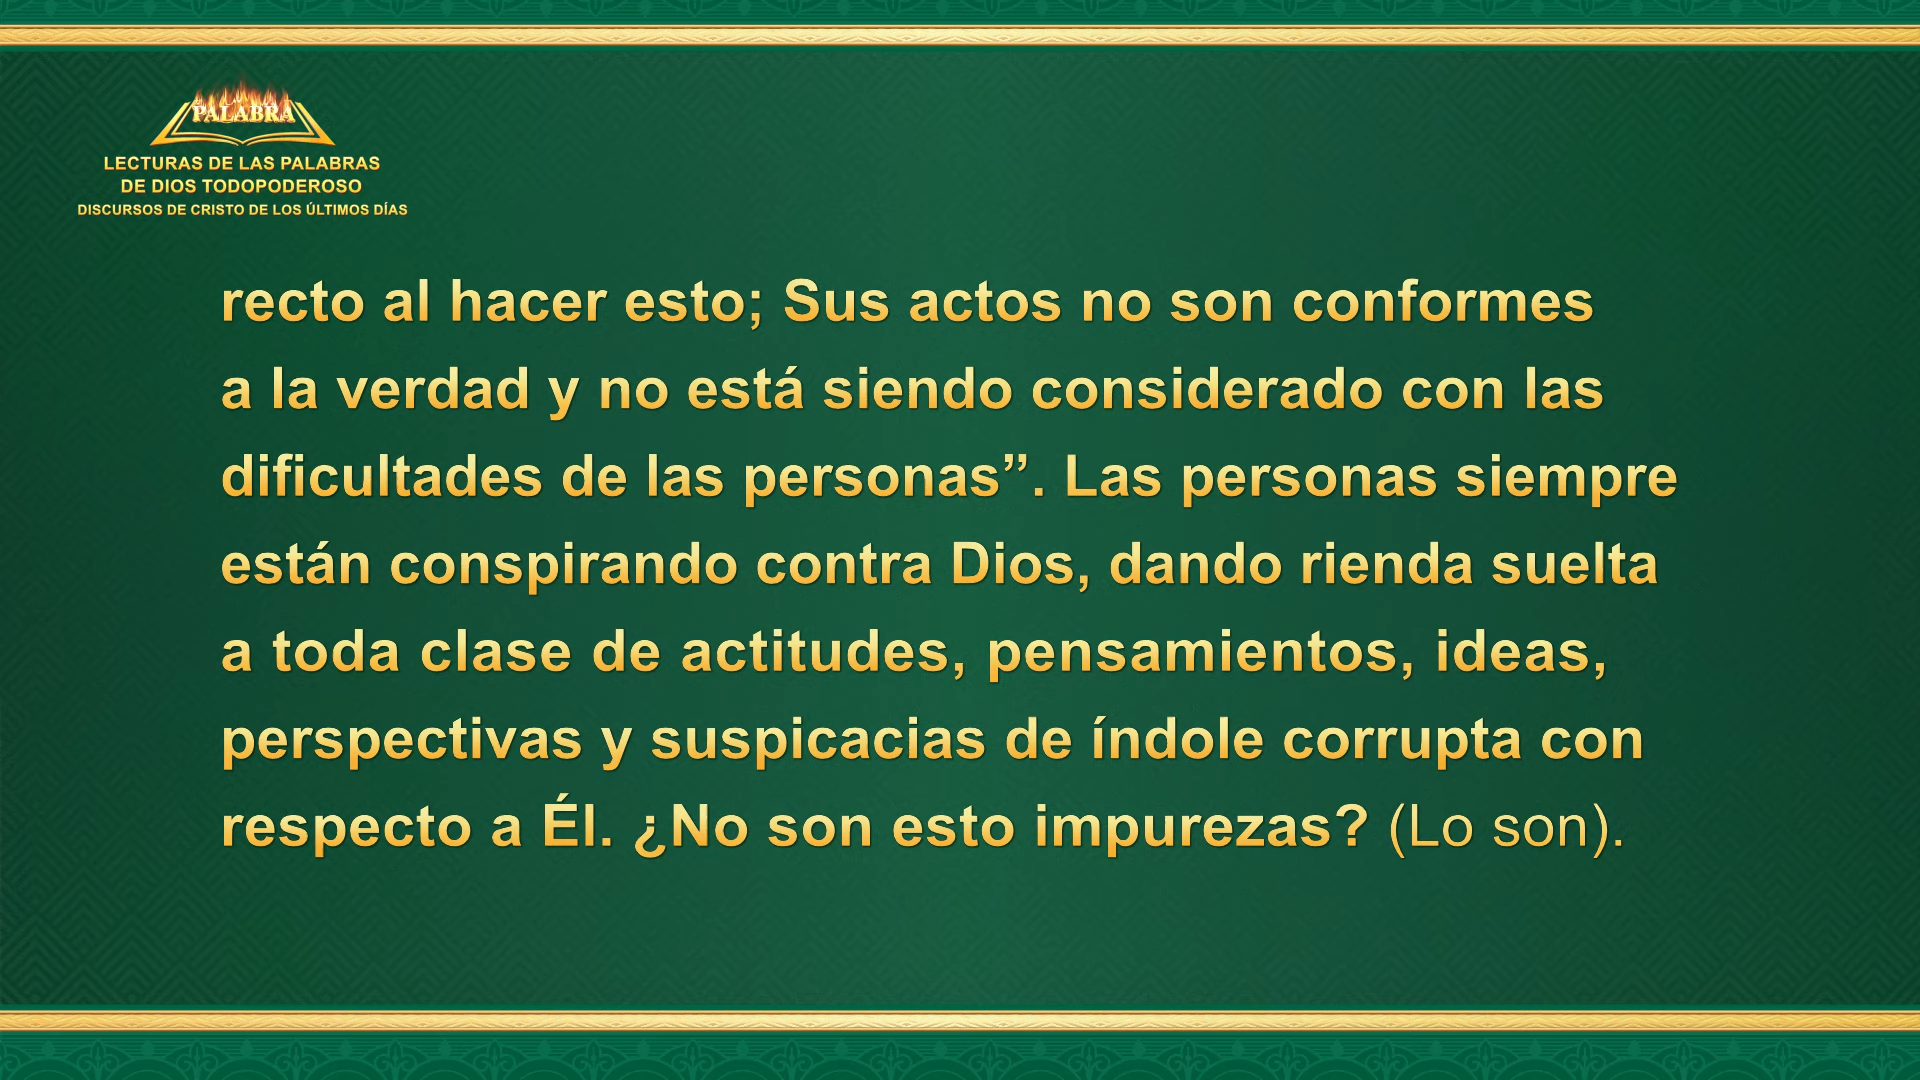 PALABRA
LECTURAS DE LAS PALABRAS
DE DIOS TODOPODEROSO
DISCURSOS DE CRISTO DE LOS ÚLTIMOS DÍAS
recto al hacer esto; Sus actos no son conformes
a la verdad y no está siendo considerado con las
dificultades de las personas”. Las personas siempre
están conspirando contra Dios, dando rienda suelta
a toda clase de actitudes, pensamientos, ideas,
perspectivas y suspicacias de índole corrupta con
respecto a Él. ¿No son esto impurezas? (Lo son).